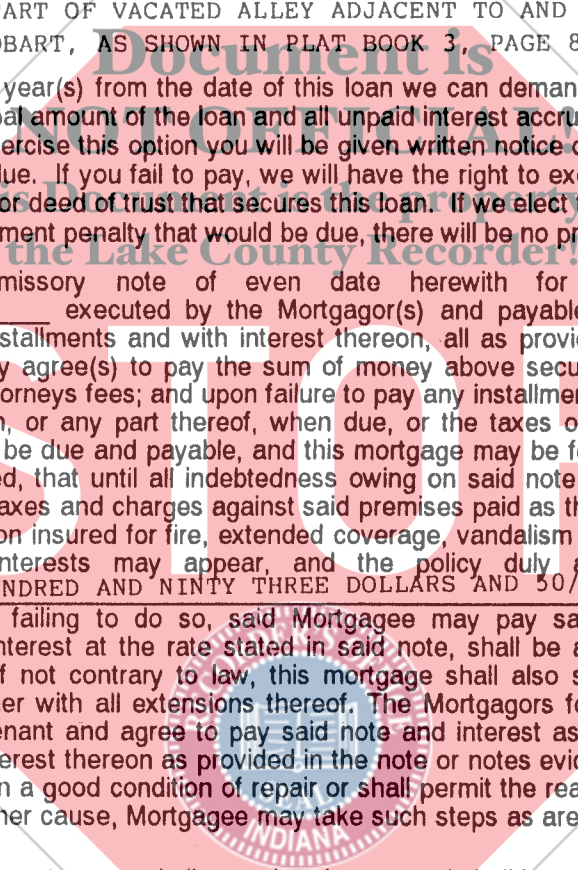 ART OF VACATED ALLEY ADJACENT TO AND
OBART, AS SHOWN IN PLAT BOOK 3, PAGE 8
Document is
year(s) from the date of this loan we can deman
pal amount of the loan and all unpaid interest accru
NOT OFFICIAL!
ercise this option you will be given written notice o
due. If you fail to pay, we will have the right to exe
This Document is the property
or deed of trust that secures this loan. If we elect
ment penalty that would be due, there will be no pr
the Lake County Recorder!
missory note of even date herewith for
executed by the Mortgagor(s) and payable
stallments and with interest thereon, all as provi
STOP
y agree(s) to pay the sum of money above secu
torneys fees; and upon failure to pay any installmen
n, or any part thereof, when due, or the taxes o
be due and payable, and this mortgage may be fo
ed, that until all indebtedness owing on said note
axes and charges against said premises paid as th
on insured for fire, extended coverage, vandalism
nterests may appear, and the policy duly a
NDRED AND NINTY THREE DOLLARS AND 50/
failing to do so, said Mortgagee may pay sa
nterest at the rate stated in said note, shall be a
f not contrary to law, this mortgage shall also s
er with all extensions thereof. The Mortgagors fo
enant and agree to pay said note and interest as
erest thereon as provided in the note or notes evid
n a good condition of repair or shall permit the rea
her cause, Mortgagee may take such steps as are
RECORDER'S OFFICE
SEAL
INDIANA